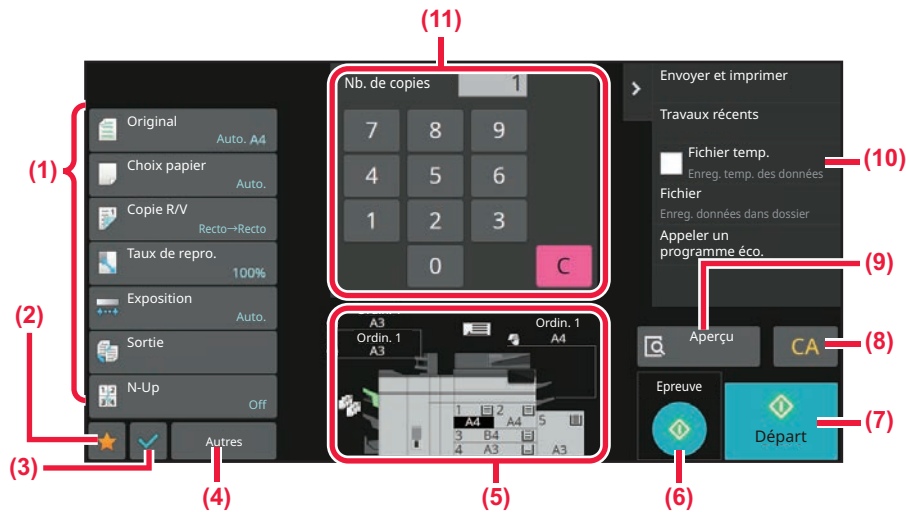 (11)
Nb. de copies 1
7 8 9
4 5 6
1 2 3
0 C
(1)
Original
Auto. A4
Choix papier
Auto.
Copie R/V
Recto→Recto
Taux de repro.
100%
Exposition
Auto.
Sortie
N-Up
Off
(2)
(3)
Autres
(4)
A3
Ordin. 1
A3
Ordin. 1
A4
1 2
A4 A4 5
3 B4
4 A3 A3
(5)
Envoyer et imprimer
Travaux récents
Fichier temp.
Enreg. temp. des données
(10)
Fichier
Enreg. données dans dossier
Appeler un
programme éco.
(9)
Aperçu
CA
(8)
Epreuve
Départ
(7)
(6)